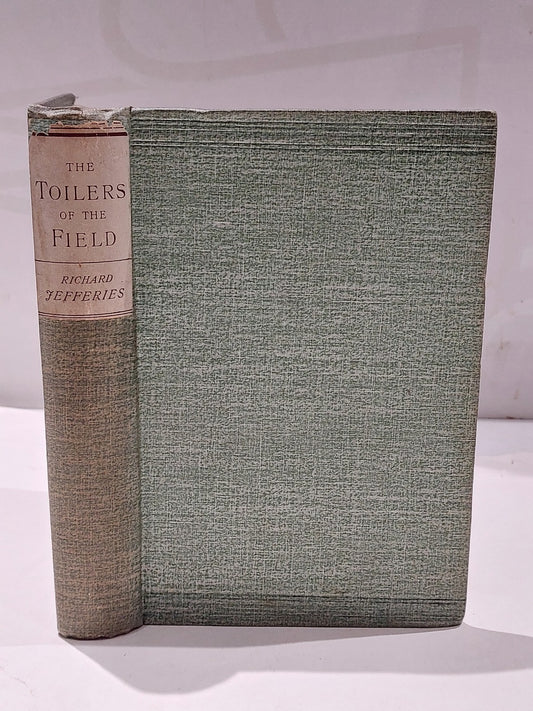 THE
TOILERS
OF THE
FIELD
RICHARD
JEFFERIES